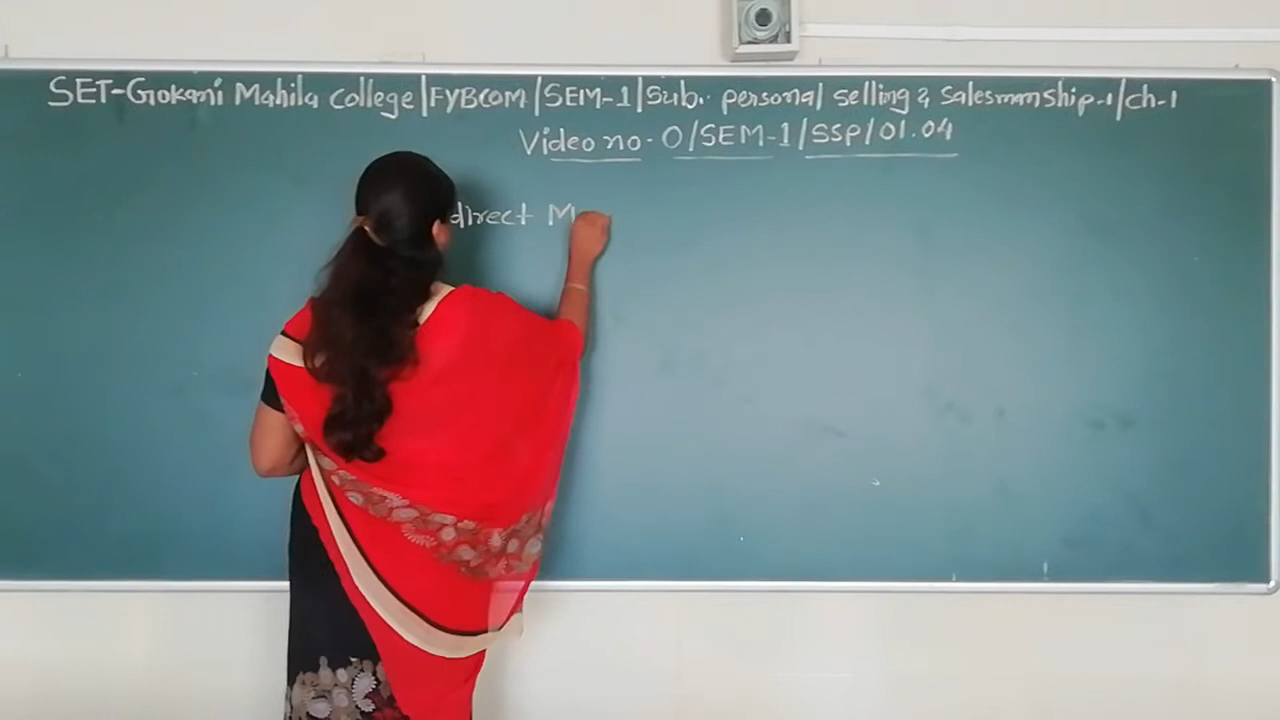 SET-Gokani Mahila College/FYBCOM/SEM-1/Sub. personal selling & Salesmanship-1/ch-1
Video no- 0/SEM-1/SSP/01.04
direct M